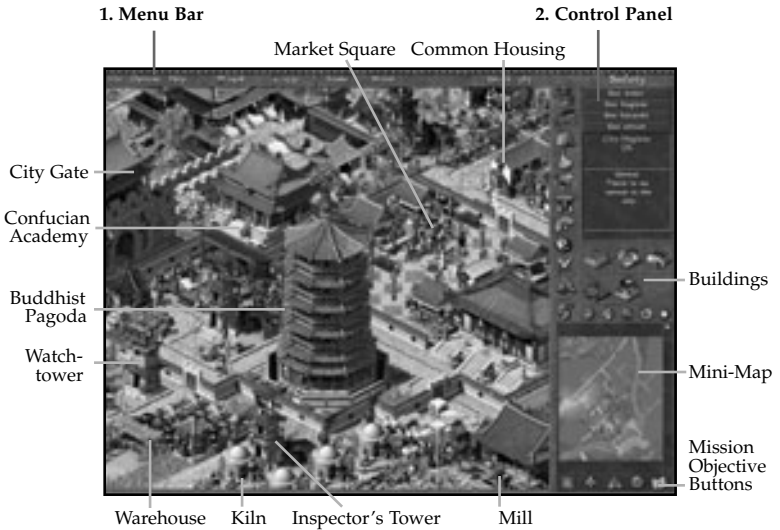 1. Menu Bar
2. Control Panel
Market Square
Common Housing
City Gate
Confucian
Academy
Buddhist
Pagoda
Watch-
tower
Buildings
Mini-Map
Mission
Objective
Buttons
Warehouse
Kiln
Inspector's Tower
Mill